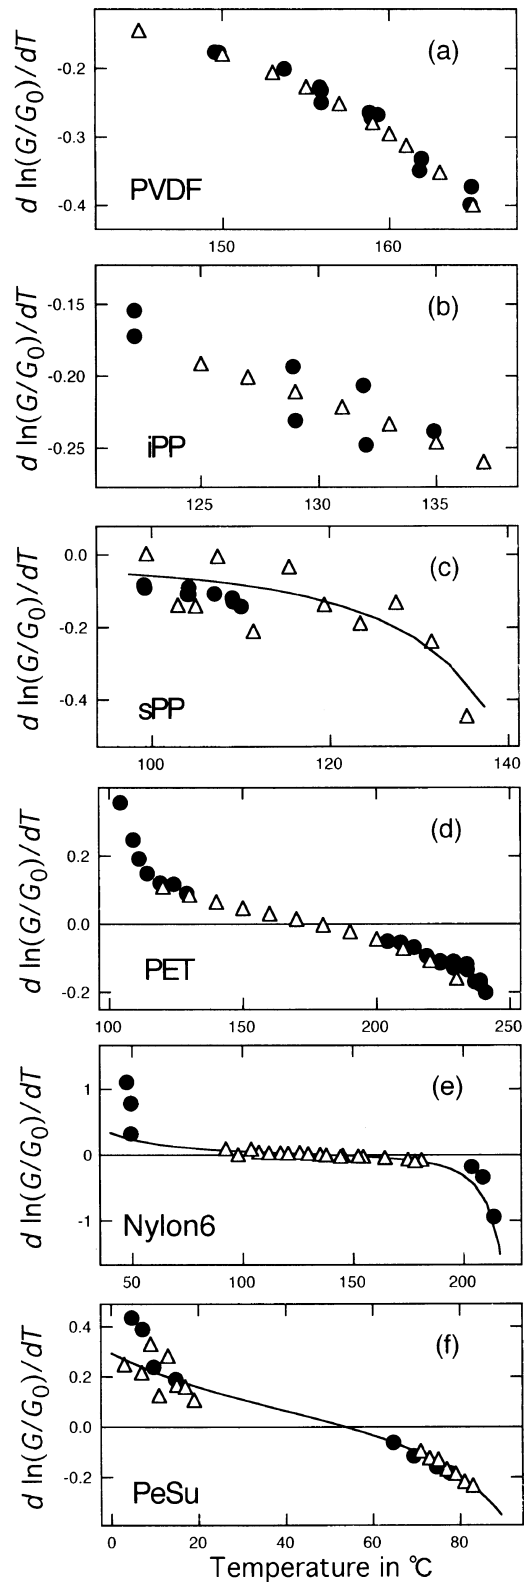 d ln(G/G₀)/dT
-0.2
-0.3
-0.4
(a)
PVDF
150
160
d ln(G/G₀)/dT
-0.15
-0.20
-0.25
(b)
iPP
125
130
135
d ln(G/G₀)/dT
0.0
-0.2
-0.4
(c)
sPP
100
120
140
d ln(G/G₀)/dT
0.2
0.0
-0.2
(d)
PET
100
150
200
250
d ln(G/G₀)/dT
1
0
-1
(e)
Nylon6
50
100
150
200
d ln(G/G₀)/dT
0.4
0.2
0.0
-0.2
(f)
PeSu
0
20
40
60
80
Temperature in °C